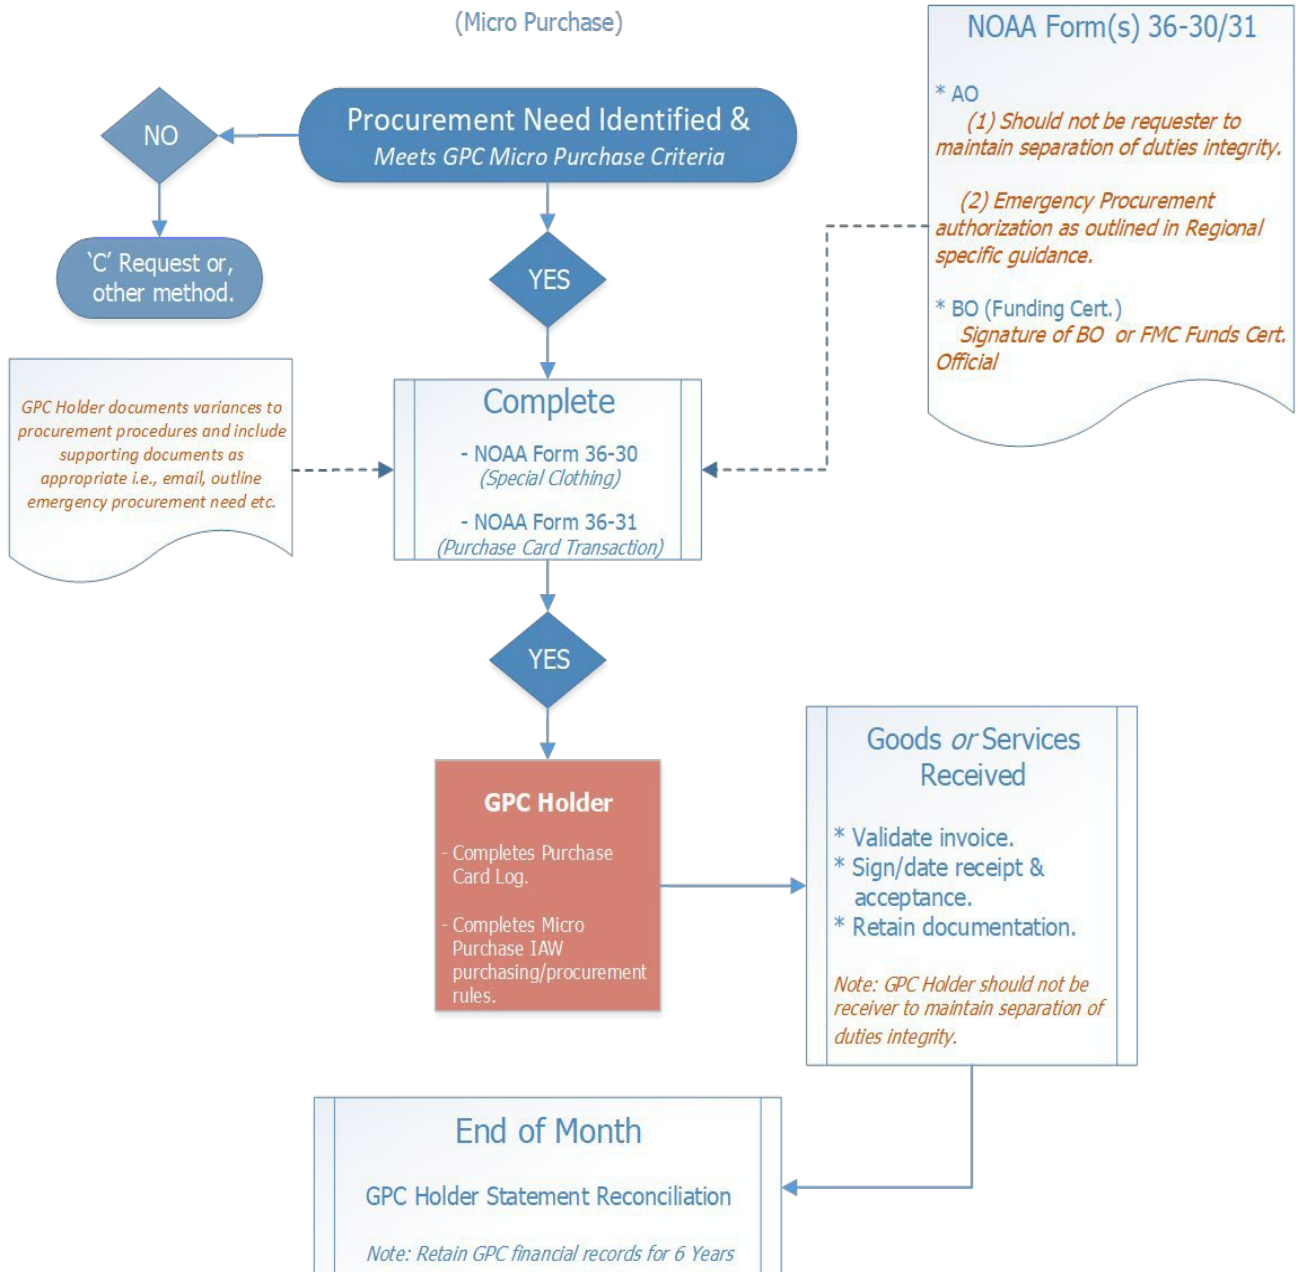 (Micro Purchase)
Procurement Need Identified &
Meets GPC Micro Purchase Criteria
NO
'C' Request or,
other method.
YES
NOAA Form(s) 36-30/31
* AO
(1) Should not be requester to
maintain separation of duties integrity.
(2) Emergency Procurement
authorization as outlined in Regional
specific guidance.
* BO (Funding Cert.)
Signature of BO or FMC Funds Cert.
Official
GPC Holder documents variances to
procurement procedures and include
supporting documents as
appropriate i.e., email, outline
emergency procurement need etc.
Complete
- NOAA Form 36-30
(Special Clothing)
- NOAA Form 36-31
(Purchase Card Transaction)
YES
GPC Holder
- Completes Purchase
Card Log.
- Completes Micro
Purchase IAW
purchasing/procurement
rules.
Goods or Services
Received
* Validate invoice.
* Sign/date receipt &
acceptance.
* Retain documentation.
Note: GPC Holder should not be
receiver to maintain separation of
duties integrity.
End of Month
GPC Holder Statement Reconciliation
Note: Retain GPC financial records for 6 Years